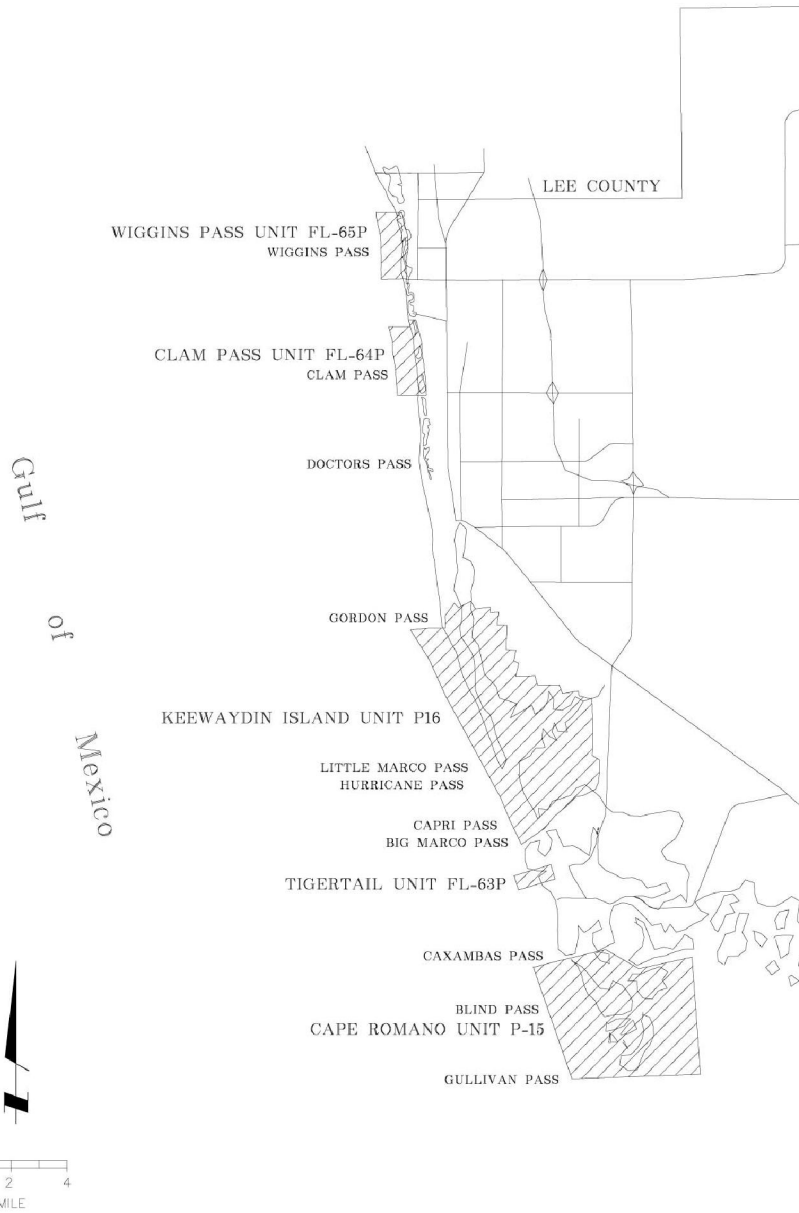 LEE COUNTY
WIGGINS PASS UNIT FL-65P
WIGGINS PASS
CLAM PASS UNIT FL-64P
CLAM PASS
DOCTORS PASS
Gulf
of
Mexico
GORDON PASS
KEEWAYDIN ISLAND UNIT P16
LITTLE MARCO PASS
HURRICANE PASS
CAPRI PASS
BIG MARCO PASS
TIGERTAIL UNIT FL-63P
CAXAMBAS PASS
BLIND PASS
CAPE ROMANO UNIT P-15
GULLIVAN PASS
2 4
MILE